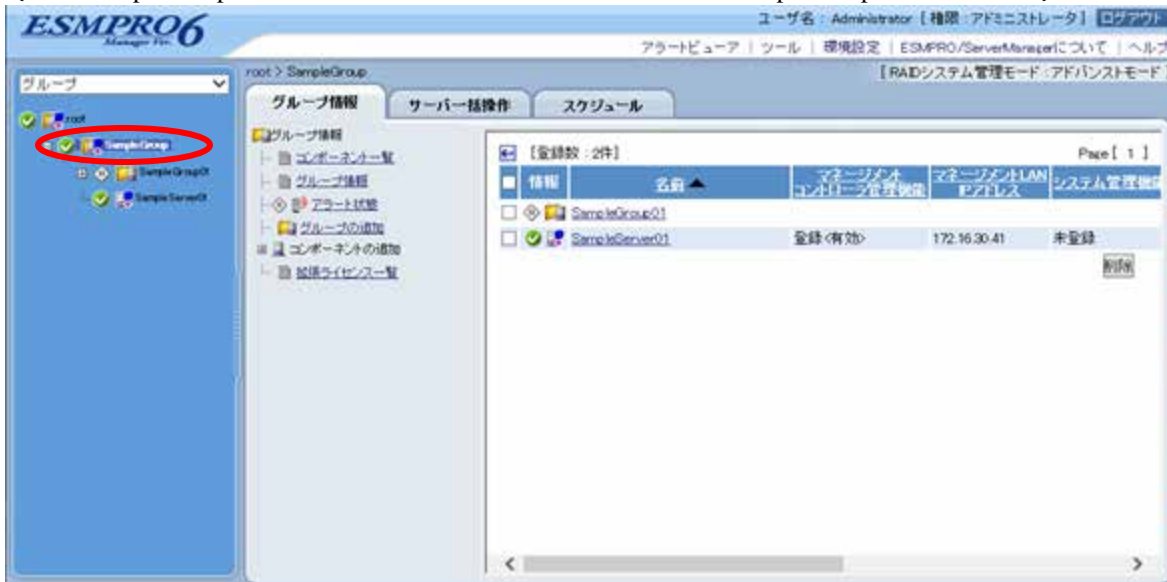 ESMPRO6
Manager Ver.
ユーザ名 : Administrator [ 権限 : アドミニストレータ ] ログアウト
アラートビューア | ツール | 環境設定 | ESMPRO/ServerManagerについて | ヘルプ
グループ
root
SampleGroup
SampleGroup01
SampleServer01
root > SampleGroup
[ RAIDシステム管理モード : アドバンストモード
グループ情報 サーバー一括操作 スケジュール
グループ情報
コンポーネント一覧
グループ情報
アラート状態
グループの追加
コンポーネントの追加
拡張ライセンス一覧
[登録数 : 2件] Page [ 1 ]
情報 名前▲ マネージメントコントローラ管理機能 マネージメントLAN IPアドレス システム管理機能
SampleGroup01
SampleServer01 登録<有効> 172.16.30.41 未登録
削除